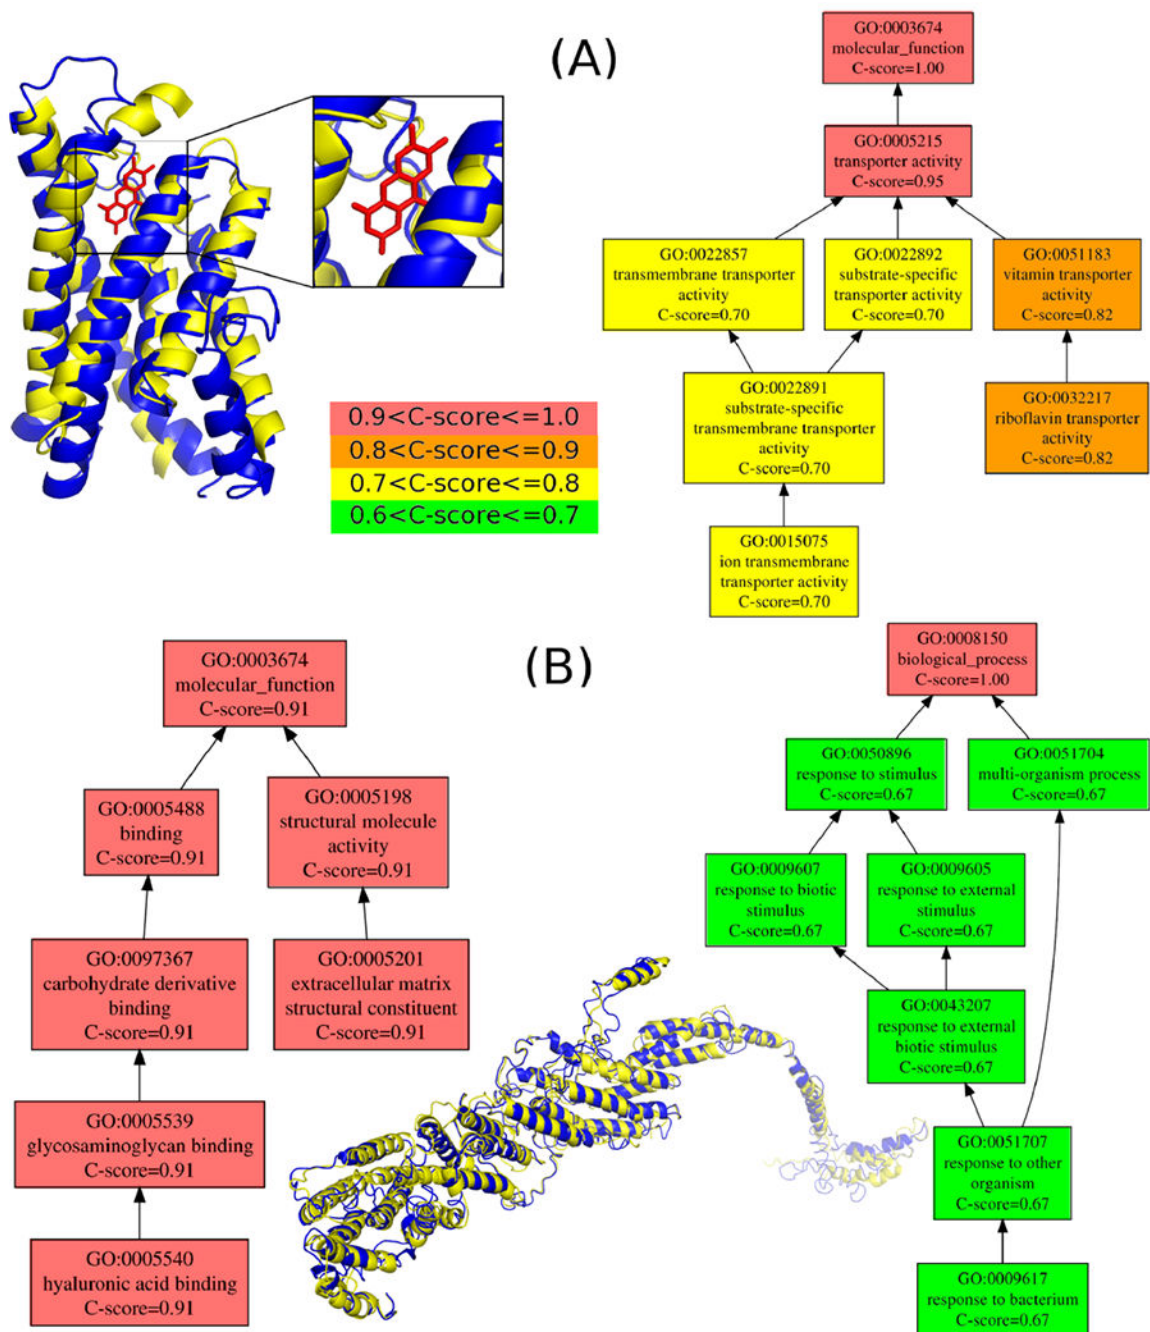 (A)
GO:0003674
molecular_function
C-score=1.00
GO:0005215
transporter activity
C-score=0.95
GO:0022857
transmembrane transporter
activity
C-score=0.70
GO:0022892
substrate-specific
transporter activity
C-score=0.70
GO:0051183
vitamin transporter
activity
C-score=0.82
GO:0022891
substrate-specific
transmembrane transporter
activity
C-score=0.70
GO:0032217
riboflavin transporter
activity
C-score=0.82
GO:0015075
ion transmembrane
transporter activity
C-score=0.70
0.9<C-score<=1.0
0.8<C-score<=0.9
0.7<C-score<=0.8
0.6<C-score<=0.7
(B)
GO:0003674
molecular_function
C-score=0.91
GO:0005488
binding
C-score=0.91
GO:0005198
structural molecule
activity
C-score=0.91
GO:0097367
carbohydrate derivative
binding
C-score=0.91
GO:0005201
extracellular matrix
structural constituent
C-score=0.91
GO:0005539
glycosaminoglycan binding
C-score=0.91
GO:0005540
hyaluronic acid binding
C-score=0.91
GO:0008150
biological_process
C-score=1.00
GO:0050896
response to stimulus
C-score=0.67
GO:0051704
multi-organism process
C-score=0.67
GO:0009607
response to biotic
stimulus
C-score=0.67
GO:0009605
response to external
stimulus
C-score=0.67
GO:0043207
response to external
biotic stimulus
C-score=0.67
GO:0051707
response to other
organism
C-score=0.67
GO:0009617
response to bacterium
C-score=0.67